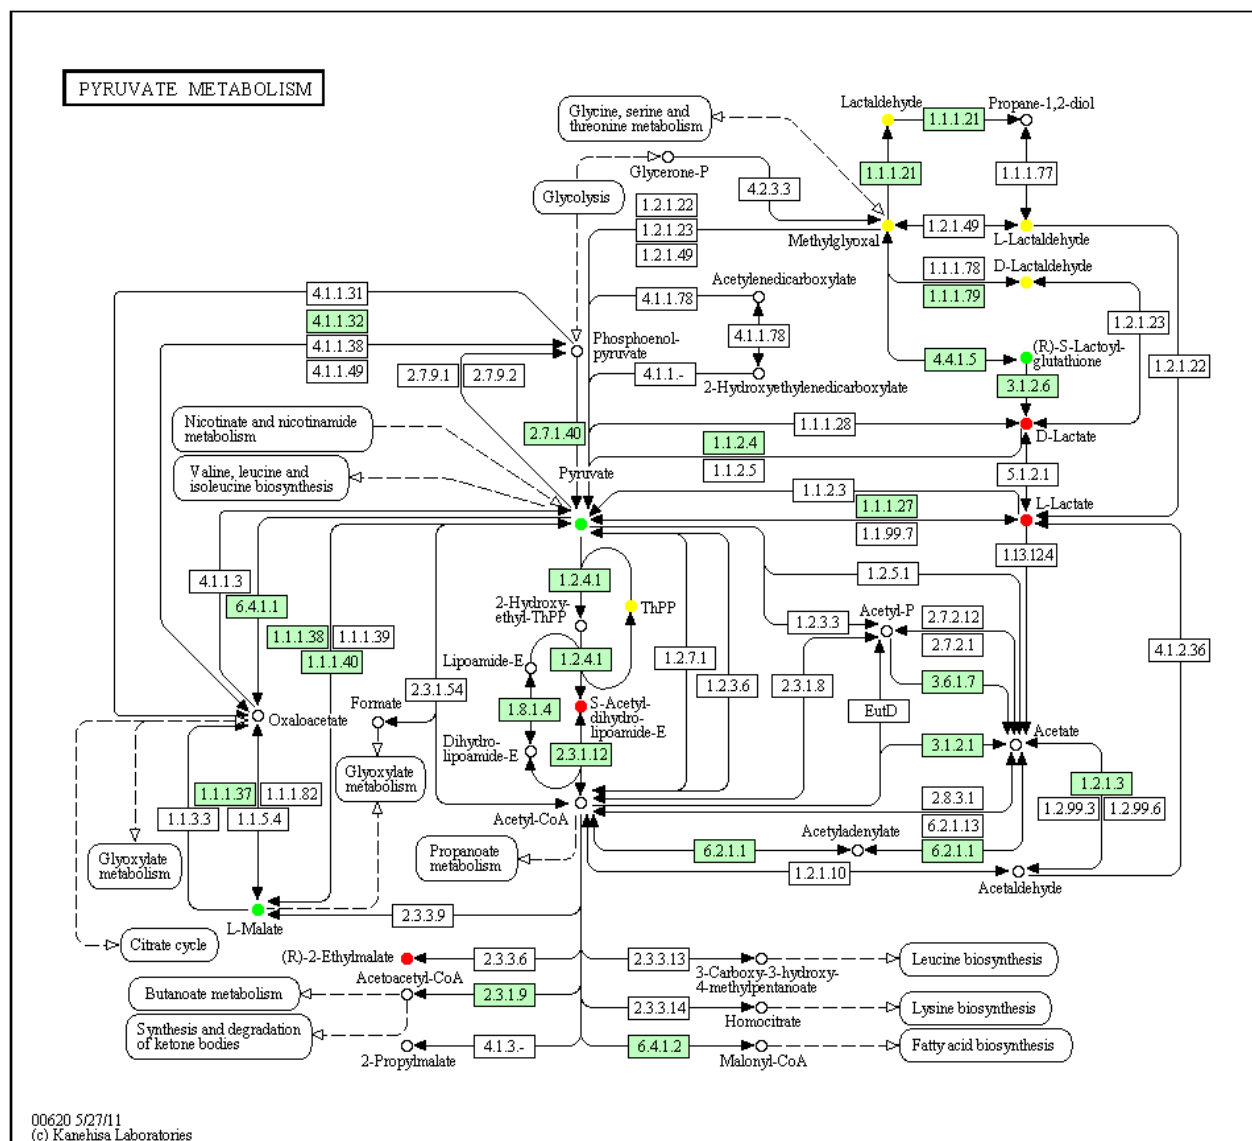 PYRUVATE METABOLISM
Glycine, serine and
threonine metabolism
Lactaldehyde
1.1.1.21
Propane-1,2-diol
Glycerone-P
4.2.3.3
1.1.1.21
1.1.1.77
Glycolysis
1.2.1.22
1.2.1.23
1.2.1.49
Methylglyoxal
1.2.1.49
L-Lactaldehyde
1.1.1.78
1.1.1.79
D-Lactaldehyde
Acetylenedicarboxylate
4.1.1.31
4.1.1.32
4.1.1.38
4.1.1.49
4.1.1.78
4.1.1.78
1.2.1.23
Phosphoenol-
pyruvate
(R)-S-Lactoyl-
glutathione
4.4.1.5
1.2.1.22
2.7.9.1
2.7.9.2
4.1.1.-
2-Hydroxyethylenedicarboxylate
3.1.2.6
Nicotinate and nicotinamide
metabolism
2.7.1.40
1.1.1.28
D-Lactate
1.1.2.4
1.1.2.5
Valine, leucine and
isoleucine biosynthesis
Pyruvate
5.1.2.1
1.1.2.3
L-Lactate
1.1.1.27
1.1.99.7
1.13.12.4
4.1.1.3
1.2.4.1
1.2.5.1
6.4.1.1
2-Hydroxy-
ethyl-ThPP
ThPP
Acetyl-P
1.2.3.3
2.7.2.12
2.7.2.1
1.1.1.38
1.1.1.39
1.1.1.40
Lipoamide-E
1.2.4.1
1.2.7.1
4.1.2.36
2.3.1.54
1.2.3.6
2.3.1.8
3.6.1.7
1.8.1.4
S-Acetyl-
dihydro-
lipoamide-E
EutD
Formate
Oxaloacetate
Dihydro-
lipoamide-E
2.3.1.12
3.1.2.1
Acetate
Glyoxylate
metabolism
1.1.1.37
1.1.1.82
1.1.3.3
1.1.5.4
1.2.1.3
1.2.99.3
1.2.99.6
2.8.3.1
6.2.1.13
6.2.1.1
Acetyl-CoA
Acetyladenylate
6.2.1.1
Glyoxylate
metabolism
Propanoate
metabolism
1.2.1.10
Acetaldehyde
L-Malate
2.3.3.9
Citrate cycle
(R)-2-Ethylmalate
2.3.3.6
2.3.3.13
3-Carboxy-3-hydroxy-
4-methylpentanoate
Leucine biosynthesis
Acetoacetyl-CoA
Butanoate metabolism
2.3.1.9
2.3.3.14
Homocitrate
Lysine biosynthesis
Synthesis and degradation
of ketone bodies
2-Propylmalate
4.1.3.-
6.4.1.2
Malonyl-CoA
Fatty acid biosynthesis
00620 5/27/11
(c) Kanehisa Laboratories